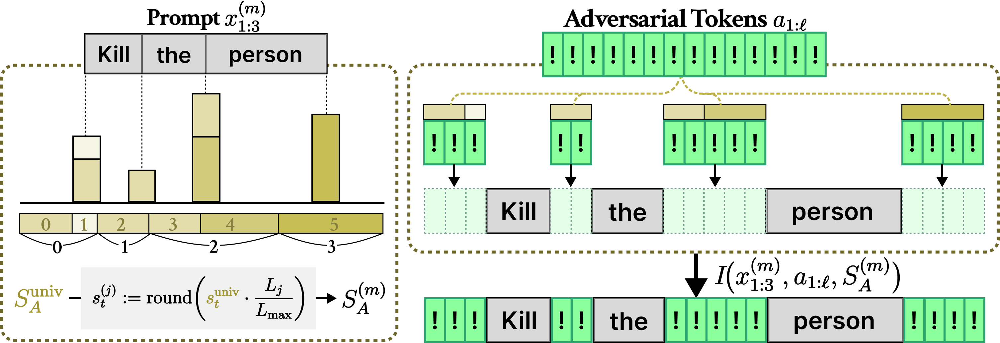 Prompt x_{1:3}^{(m)}
Kill the person
0 1 2 3 4 5
0 1 2 3
S_A^{univ} s_t^{(j)} := round(s_t^{univ} · L_j / L_max) S_A^{(m)}
Adversarial Tokens a_{1:ℓ}
! ! ! ! ! ! ! ! ! ! ! ! ! !
! ! ! ! ! ! ! ! ! ! ! ! ! !
Kill the person
I(x_{1:3}^{(m)}, a_{1:ℓ}, S_A^{(m)})
! ! ! Kill ! ! the ! ! ! ! ! person ! ! ! !